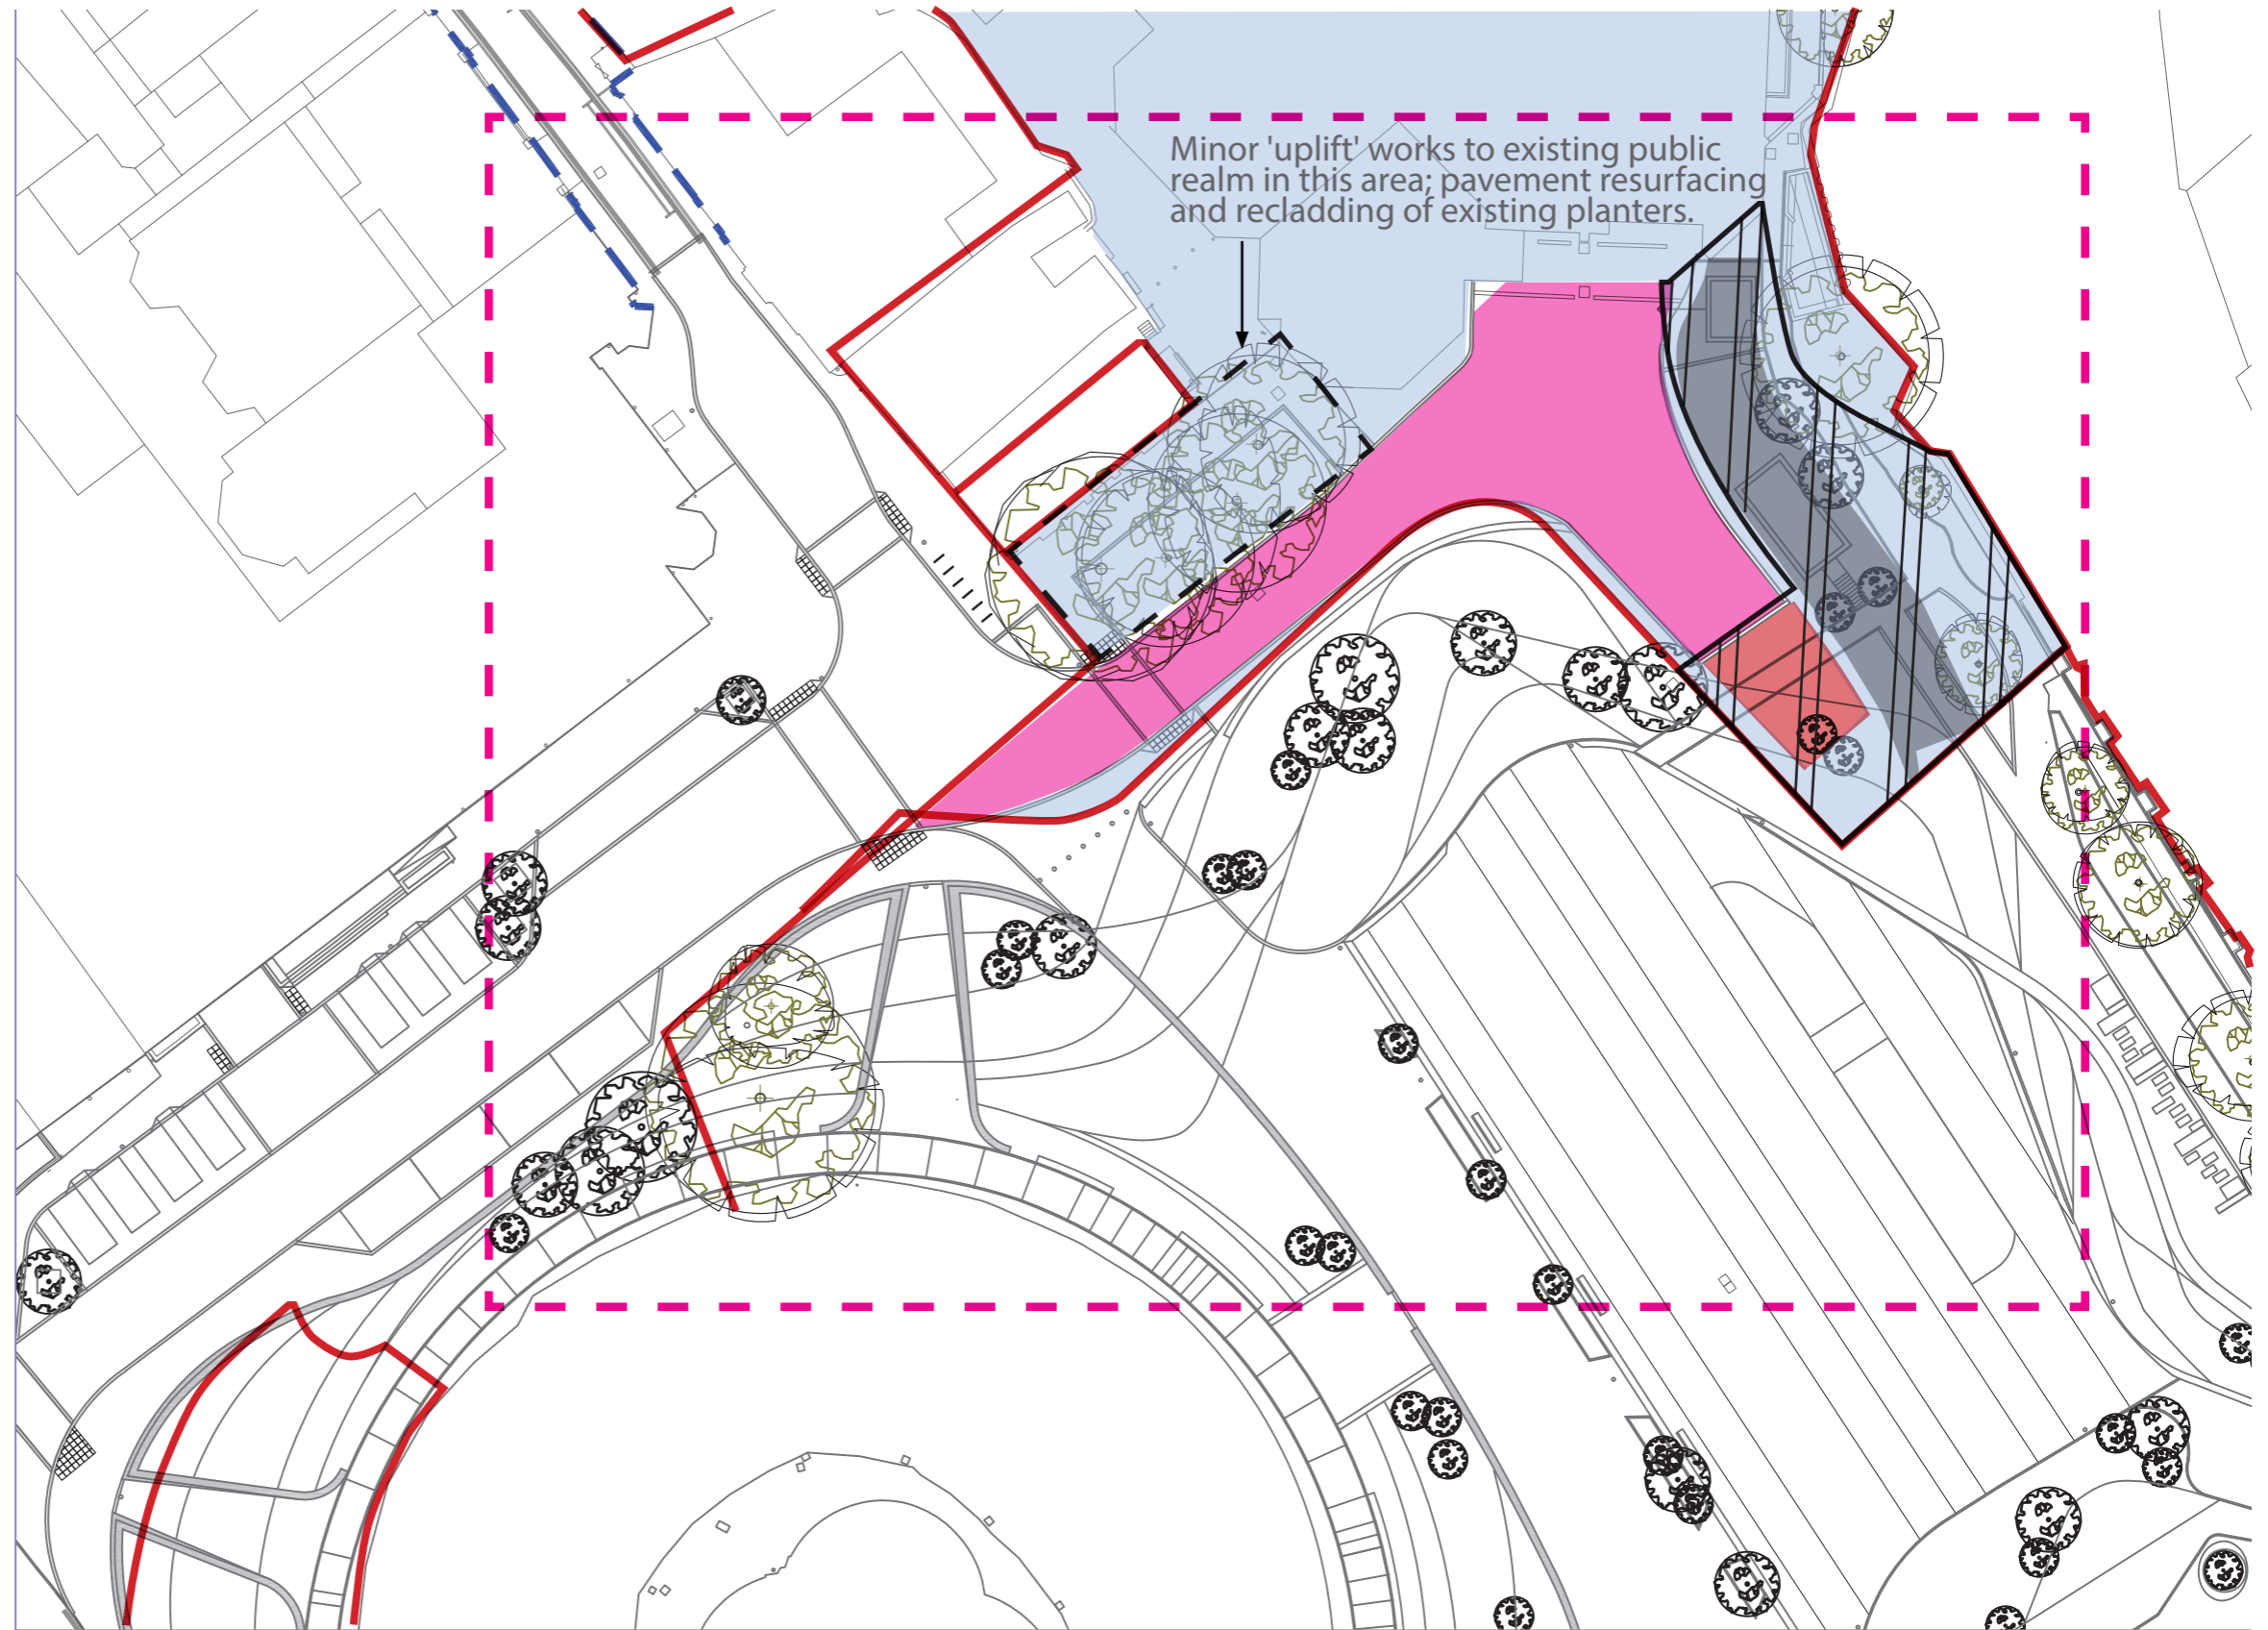 Minor 'uplift' works to existing public
realm in this area; pavement resurfacing
and recladding of existing planters.